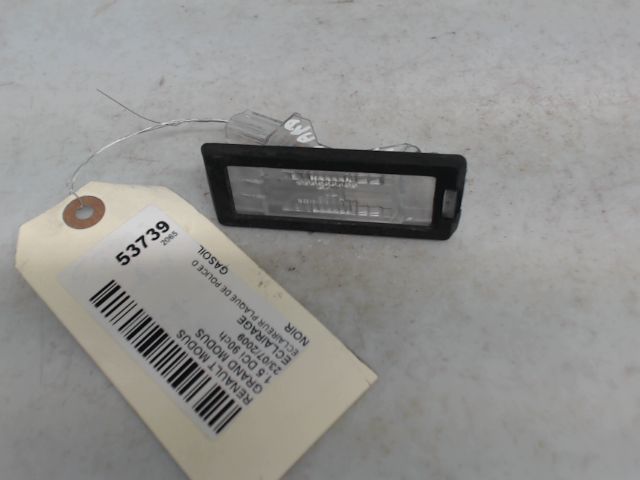 53739
2065
RENAULT MODUS
GRAND MODUS
1.5 DCI 90ch
23/07/2009
ECLAIRAGE
ECLAIREUR PLAQUE DE POLICE 0
NOIR
GASOIL